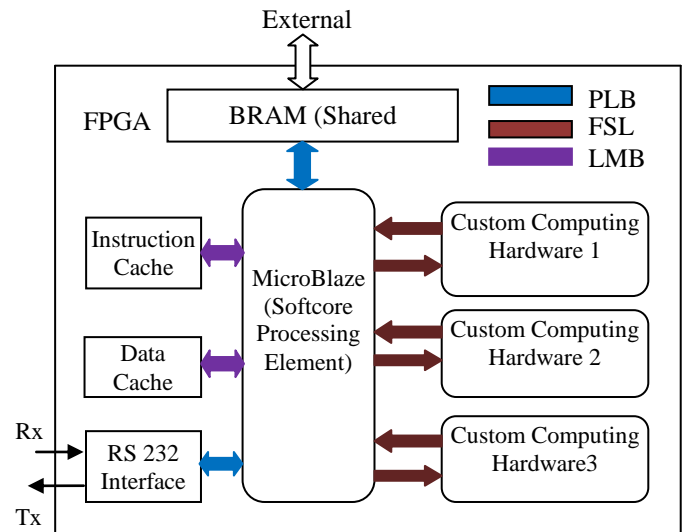 External
FPGA
BRAM (Shared
PLB
FSL
LMB
Instruction
Cache
Data
Cache
Rx
RS 232
Interface
Tx
MicroBlaze
(Softcore
Processing
Element)
Custom Computing
Hardware 1
Custom Computing
Hardware 2
Custom Computing
Hardware3